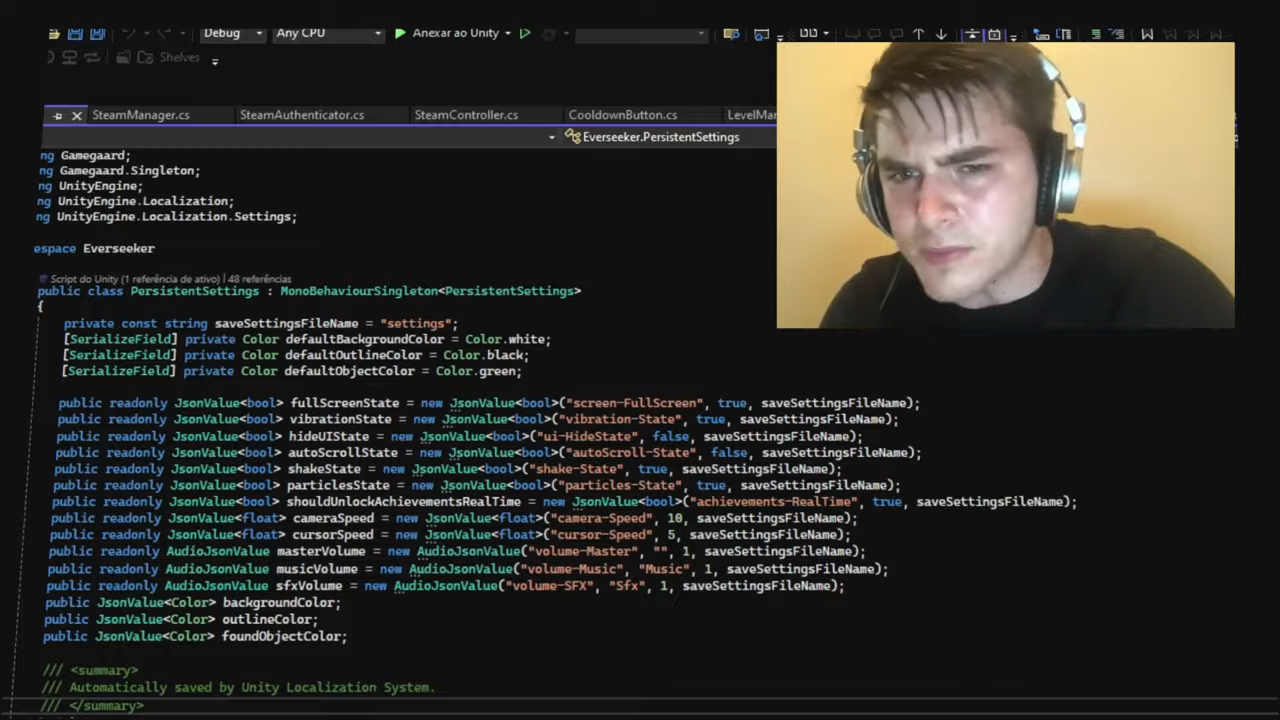 Debug Any CPU Anexar ao Unity
Shelves
SteamManager.cs SteamAuthenticator.cs SteamController.cs CooldownButton.cs LevelMan
Everseeker.PersistentSettings
ng Gamegaard;
ng Gamegaard.Singleton;
ng UnityEngine;
ng UnityEngine.Localization;
ng UnityEngine.Localization.Settings;
espace Everseeker
Script do Unity (1 referência de ativo) | 48 referências
public class PersistentSettings : MonoBehaviourSingleton<PersistentSettings>
{
private const string saveSettingsFileName = "settings";
[SerializeField] private Color defaultBackgroundColor = Color.white;
[SerializeField] private Color defaultOutlineColor = Color.black;
[SerializeField] private Color defaultObjectColor = Color.green;
public readonly JsonValue<bool> fullScreenState = new JsonValue<bool>("screen-FullScreen", true, saveSettingsFileName);
public readonly JsonValue<bool> vibrationState = new JsonValue<bool>("vibration-State", true, saveSettingsFileName);
public readonly JsonValue<bool> hideUIState = new JsonValue<bool>("ui-HideState", false, saveSettingsFileName);
public readonly JsonValue<bool> autoScrollState = new JsonValue<bool>("autoScroll-State", false, saveSettingsFileName);
public readonly JsonValue<bool> shakeState = new JsonValue<bool>("shake-State", true, saveSettingsFileName);
public readonly JsonValue<bool> particlesState = new JsonValue<bool>("particles-State", true, saveSettingsFileName);
public readonly JsonValue<bool> shouldUnlockAchievementsRealTime = new JsonValue<bool>("achievements-RealTime", true, saveSettingsFileName);
public readonly JsonValue<float> cameraSpeed = new JsonValue<float>("camera-Speed", 10, saveSettingsFileName);
public readonly JsonValue<float> cursorSpeed = new JsonValue<float>("cursor-Speed", 5, saveSettingsFileName);
public readonly AudioJsonValue masterVolume = new AudioJsonValue("volume-Master", "", 1, saveSettingsFileName);
public readonly AudioJsonValue musicVolume = new AudioJsonValue("volume-Music", "Music", 1, saveSettingsFileName);
public readonly AudioJsonValue sfxVolume = new AudioJsonValue("volume-SFX", "Sfx", 1, saveSettingsFileName);
public JsonValue<Color> backgroundColor;
public JsonValue<Color> outlineColor;
public JsonValue<Color> foundObjectColor;
/// <summary>
/// Automatically saved by Unity Localization System.
/// </summary>